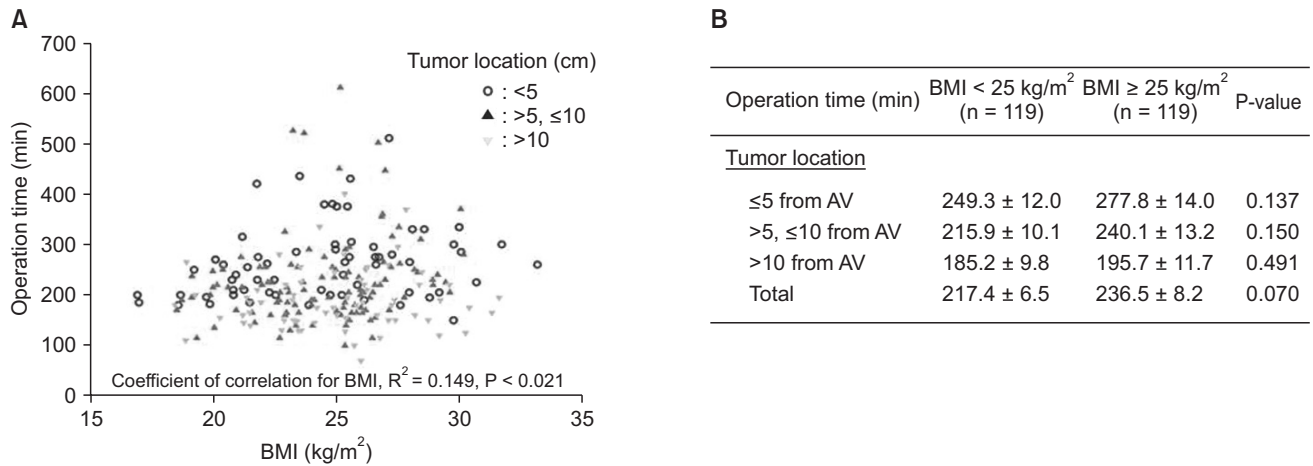 A
700
600
500
400
300
200
100
0
Operation time (min)
15 20 25 30 35
BMI (kg/m²)
Tumor location (cm)
: <5
: >5, ≤10
: >10
Coefficient of correlation for BMI, R² = 0.149, P < 0.021
B
Operation time (min) BMI < 25 kg/m² (n = 119) BMI ≥ 25 kg/m² (n = 119) P-value
Tumor location
≤5 from AV 249.3 ± 12.0 277.8 ± 14.0 0.137
>5, ≤10 from AV 215.9 ± 10.1 240.1 ± 13.2 0.150
>10 from AV 185.2 ± 9.8 195.7 ± 11.7 0.491
Total 217.4 ± 6.5 236.5 ± 8.2 0.070